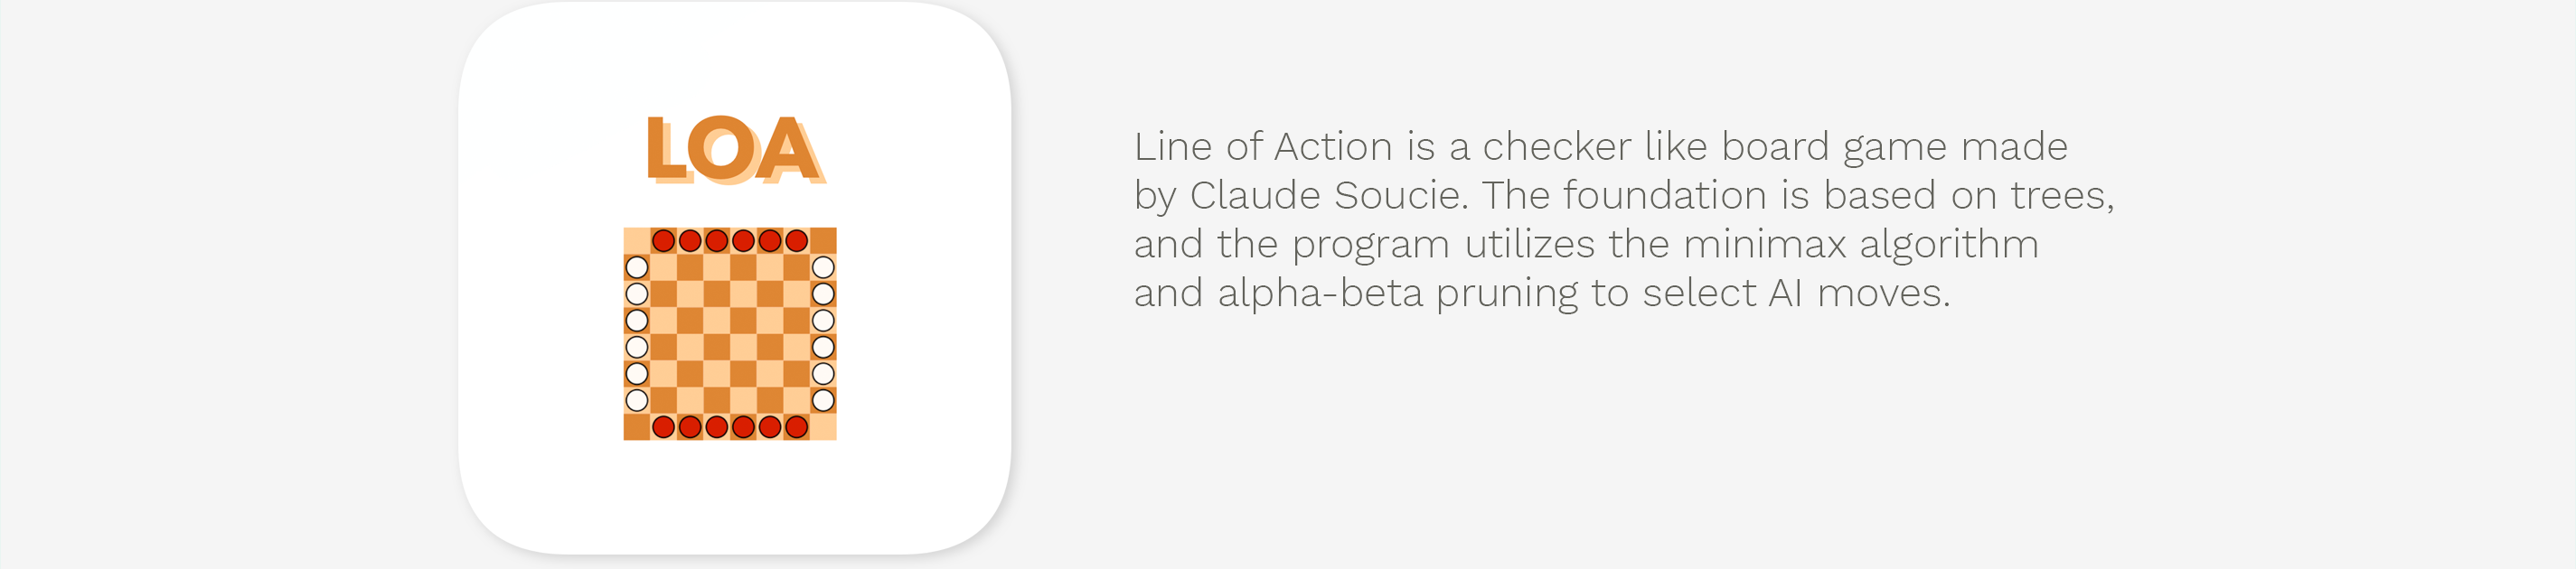 LOA
Line of Action is a checker like board game made
by Claude Soucie. The foundation is based on trees,
and the program utilizes the minimax algorithm
and alpha-beta pruning to select AI moves.